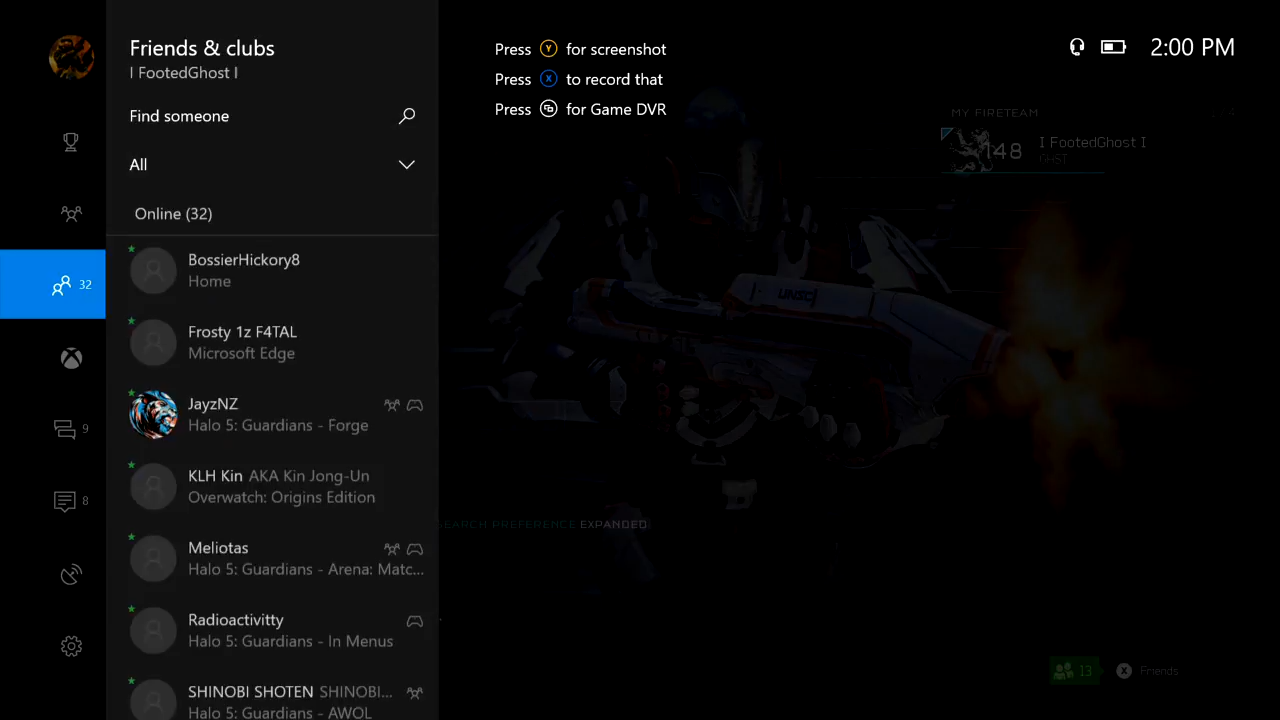 Friends & clubs
I FootedGhost I
Find someone
All
Online (32)
BossierHickory8
Home
Frosty 1z F4TAL
Microsoft Edge
JayzNZ
Halo 5: Guardians - Forge
KLH Kin AKA Kin Jong-Un
Overwatch: Origins Edition
Meliotas
Halo 5: Guardians - Arena: Matc...
Radioactivitty
Halo 5: Guardians - In Menus
SHINOBI SHOTEN SHINOBI...
Halo 5: Guardians - AWOL
32
9
8
Press Y for screenshot
Press X to record that
Press for Game DVR
2:00 PM
MY FIRETEAM
148
I FootedGhost I
GHST
UNSC
SEARCH PREFERENCE EXPANDED
13
X Friends